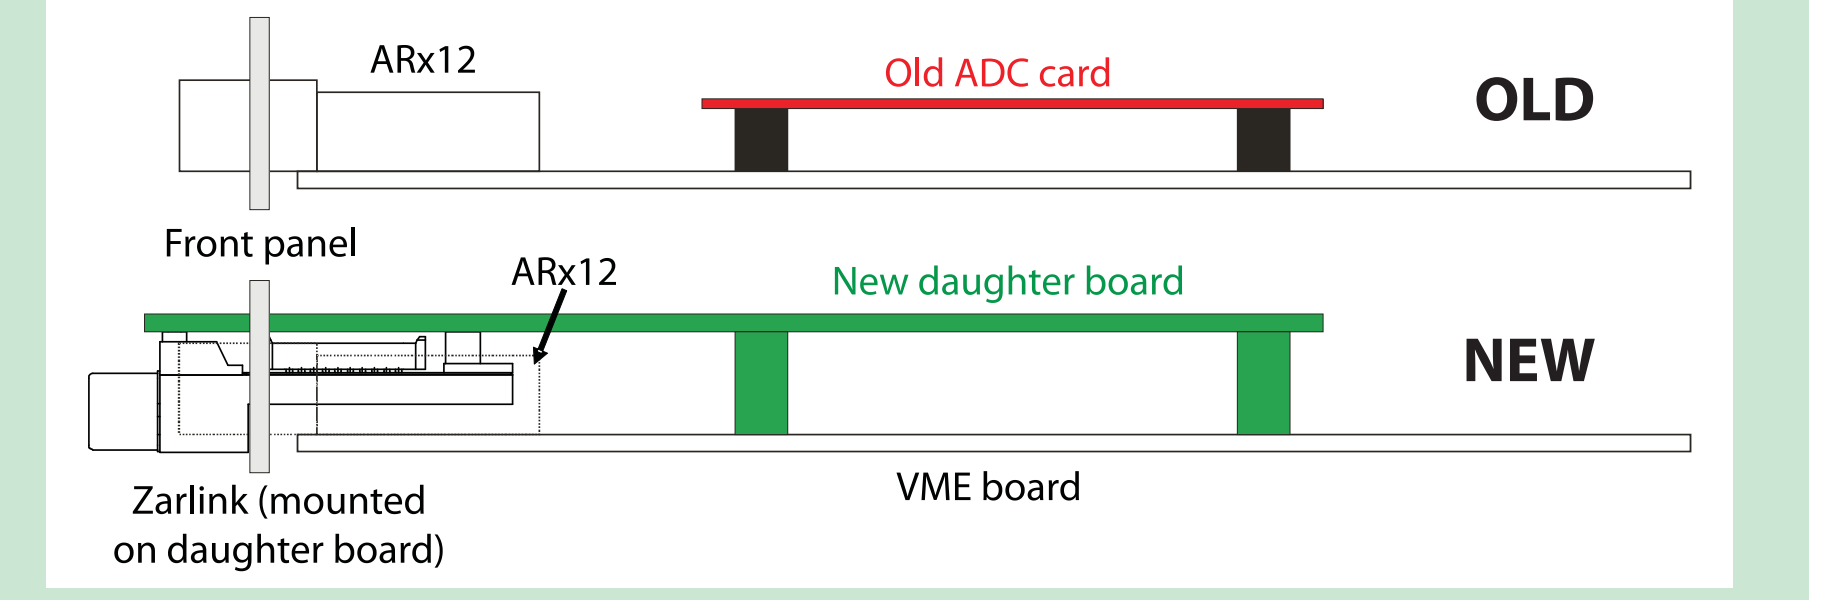 ARx12
Old ADC card
OLD
Front panel
ARx12
New daughter board
NEW
VME board
Zarlink (mounted
on daughter board)